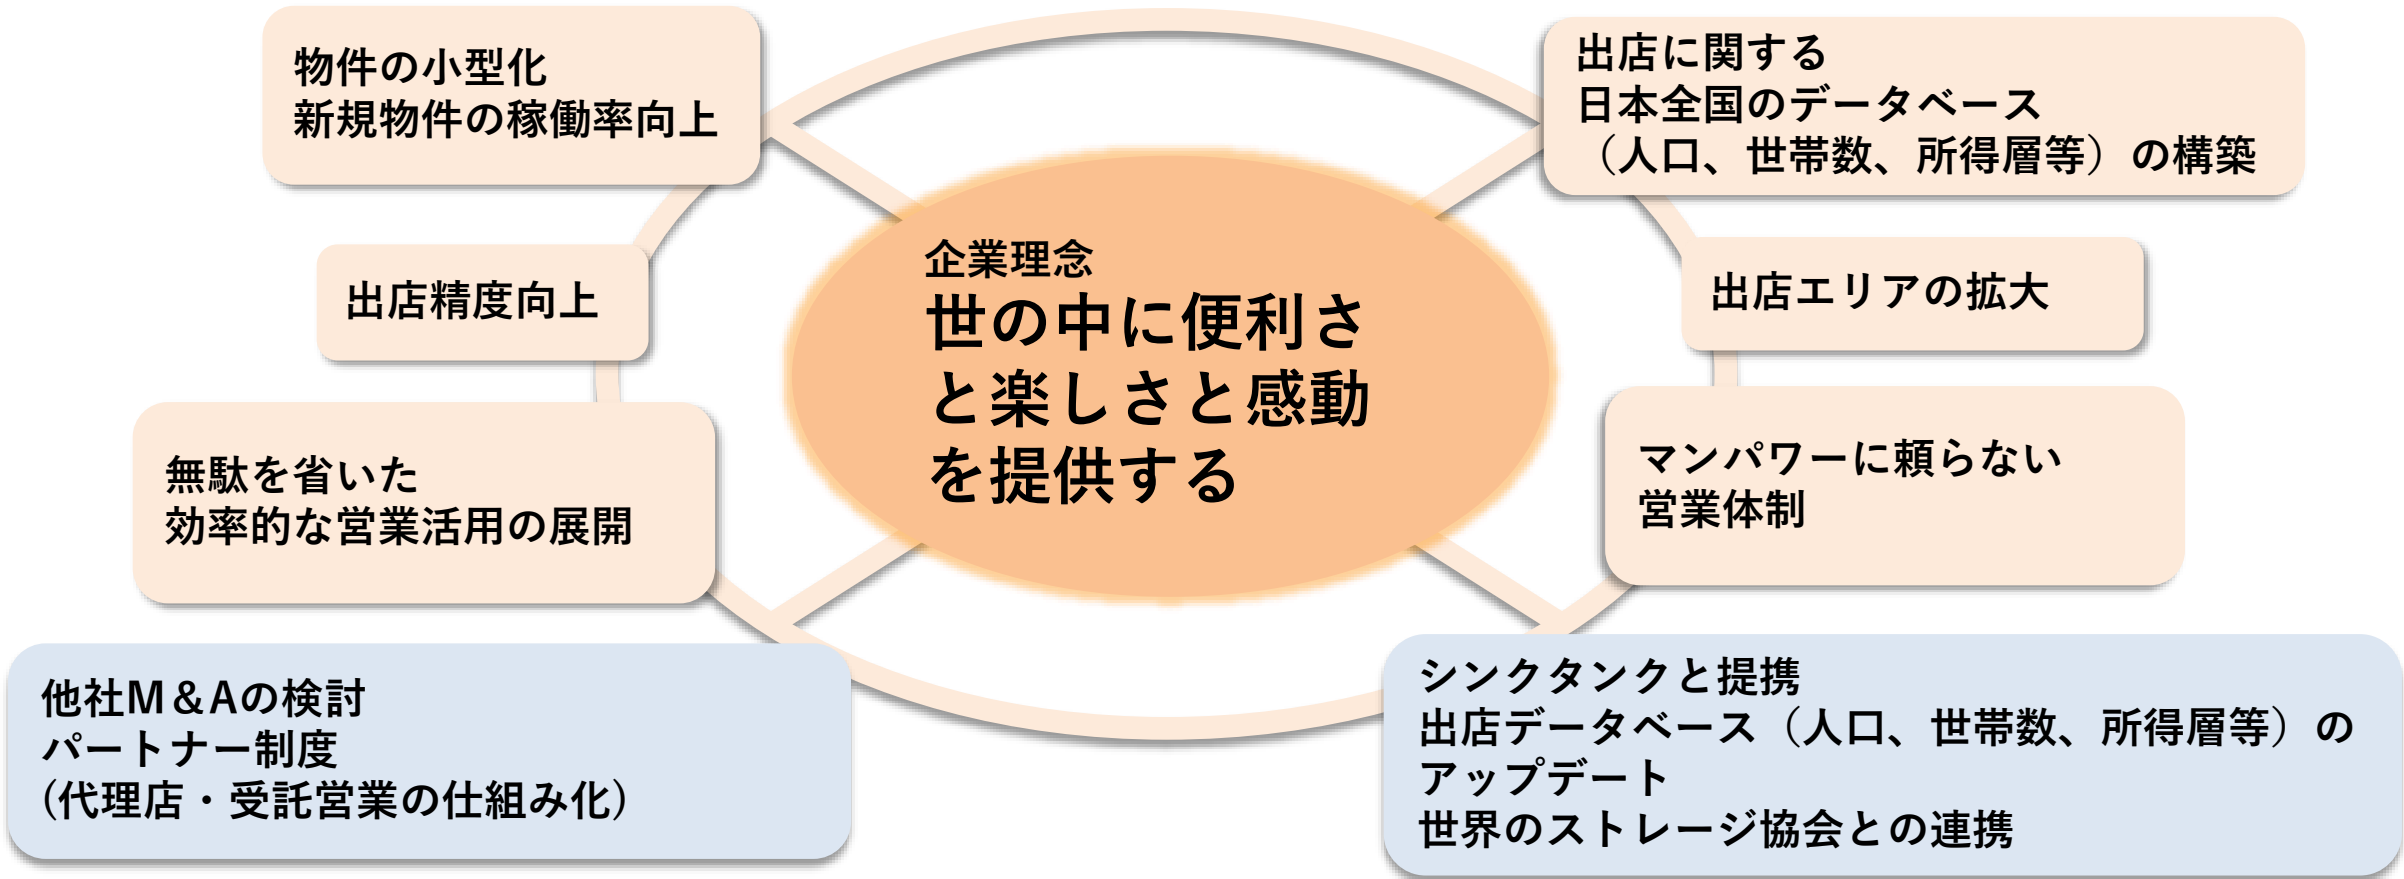 物件の小型化
新規物件の稼働率向上
出店に関する
日本全国のデータベース
（人口、世帯数、所得層等）の構築
出店精度向上
企業理念
世の中に便利さ
と楽しさと感動
を提供する
出店エリアの拡大
無駄を省いた
効率的な営業活用の展開
マンパワーに頼らない
営業体制
他社M＆Aの検討
パートナー制度
(代理店・受託営業の仕組み化）
シンクタンクと提携
出店データベース（人口、世帯数、所得層等）の
アップデート
世界のストレージ協会との連携